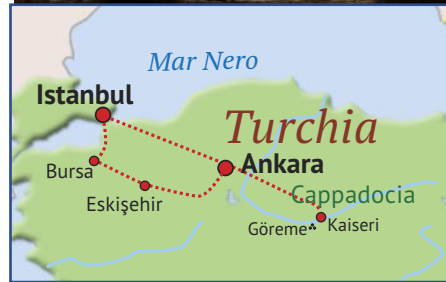 Mar Nero
Istanbul
Turchia
Ankara
Bursa
Cappadocia
Eskişehir
Göreme
Kaiseri